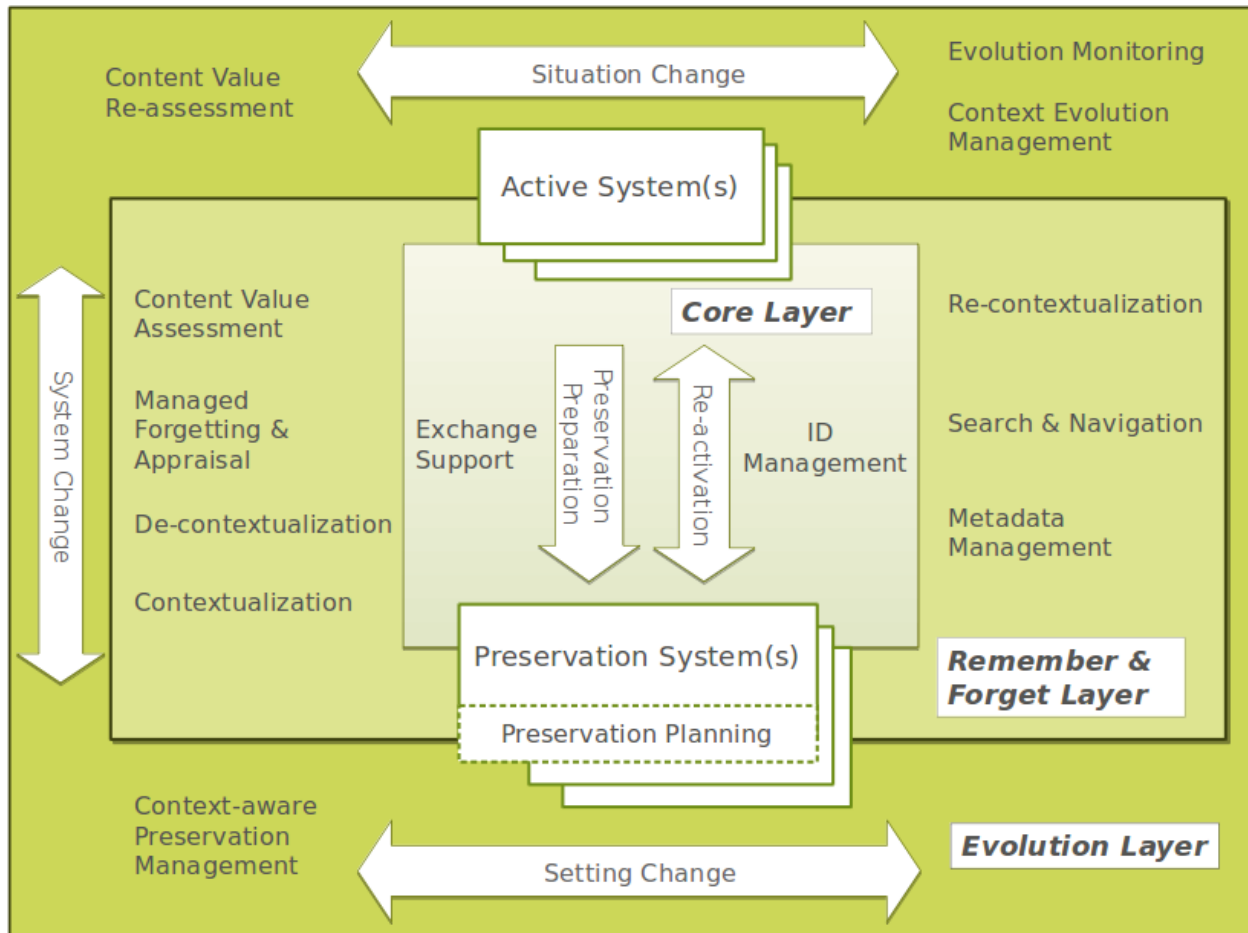 Content Value
Re-assessment
Situation Change
Evolution Monitoring
Context Evolution
Management
Active System(s)
Core Layer
System Change
Content Value
Assessment
Managed
Forgetting &
Appraisal
De-contextualization
Contextualization
Exchange
Support
Preservation
Preparation
Re-activation
ID
Management
Re-contextualization
Search & Navigation
Metadata
Management
Remember &
Forget Layer
Preservation System(s)
Preservation Planning
Context-aware
Preservation
Management
Setting Change
Evolution Layer